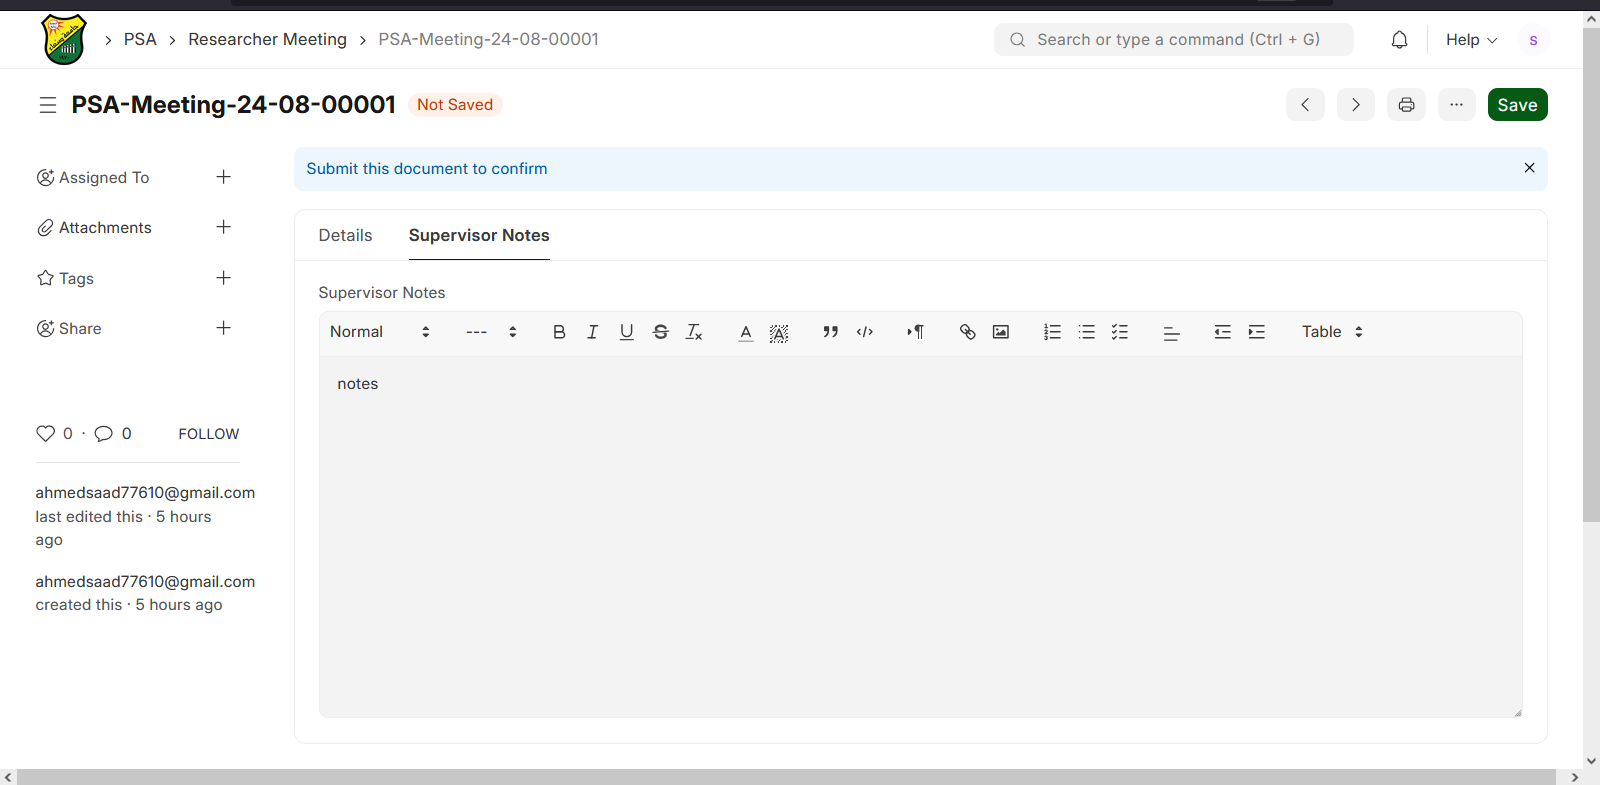 PSA
Researcher Meeting
PSA-Meeting-24-08-00001
Search or type a command (Ctrl + G)
Help
S
PSA-Meeting-24-08-00001
Not Saved
Save
Assigned To
Attachments
Tags
Share
0 · 0
FOLLOW
ahmedsaad77610@gmail.com
last edited this · 5 hours
ago
ahmedsaad77610@gmail.com
created this · 5 hours ago
Submit this document to confirm
Details
Supervisor Notes
Supervisor Notes
Normal
---
Table
notes